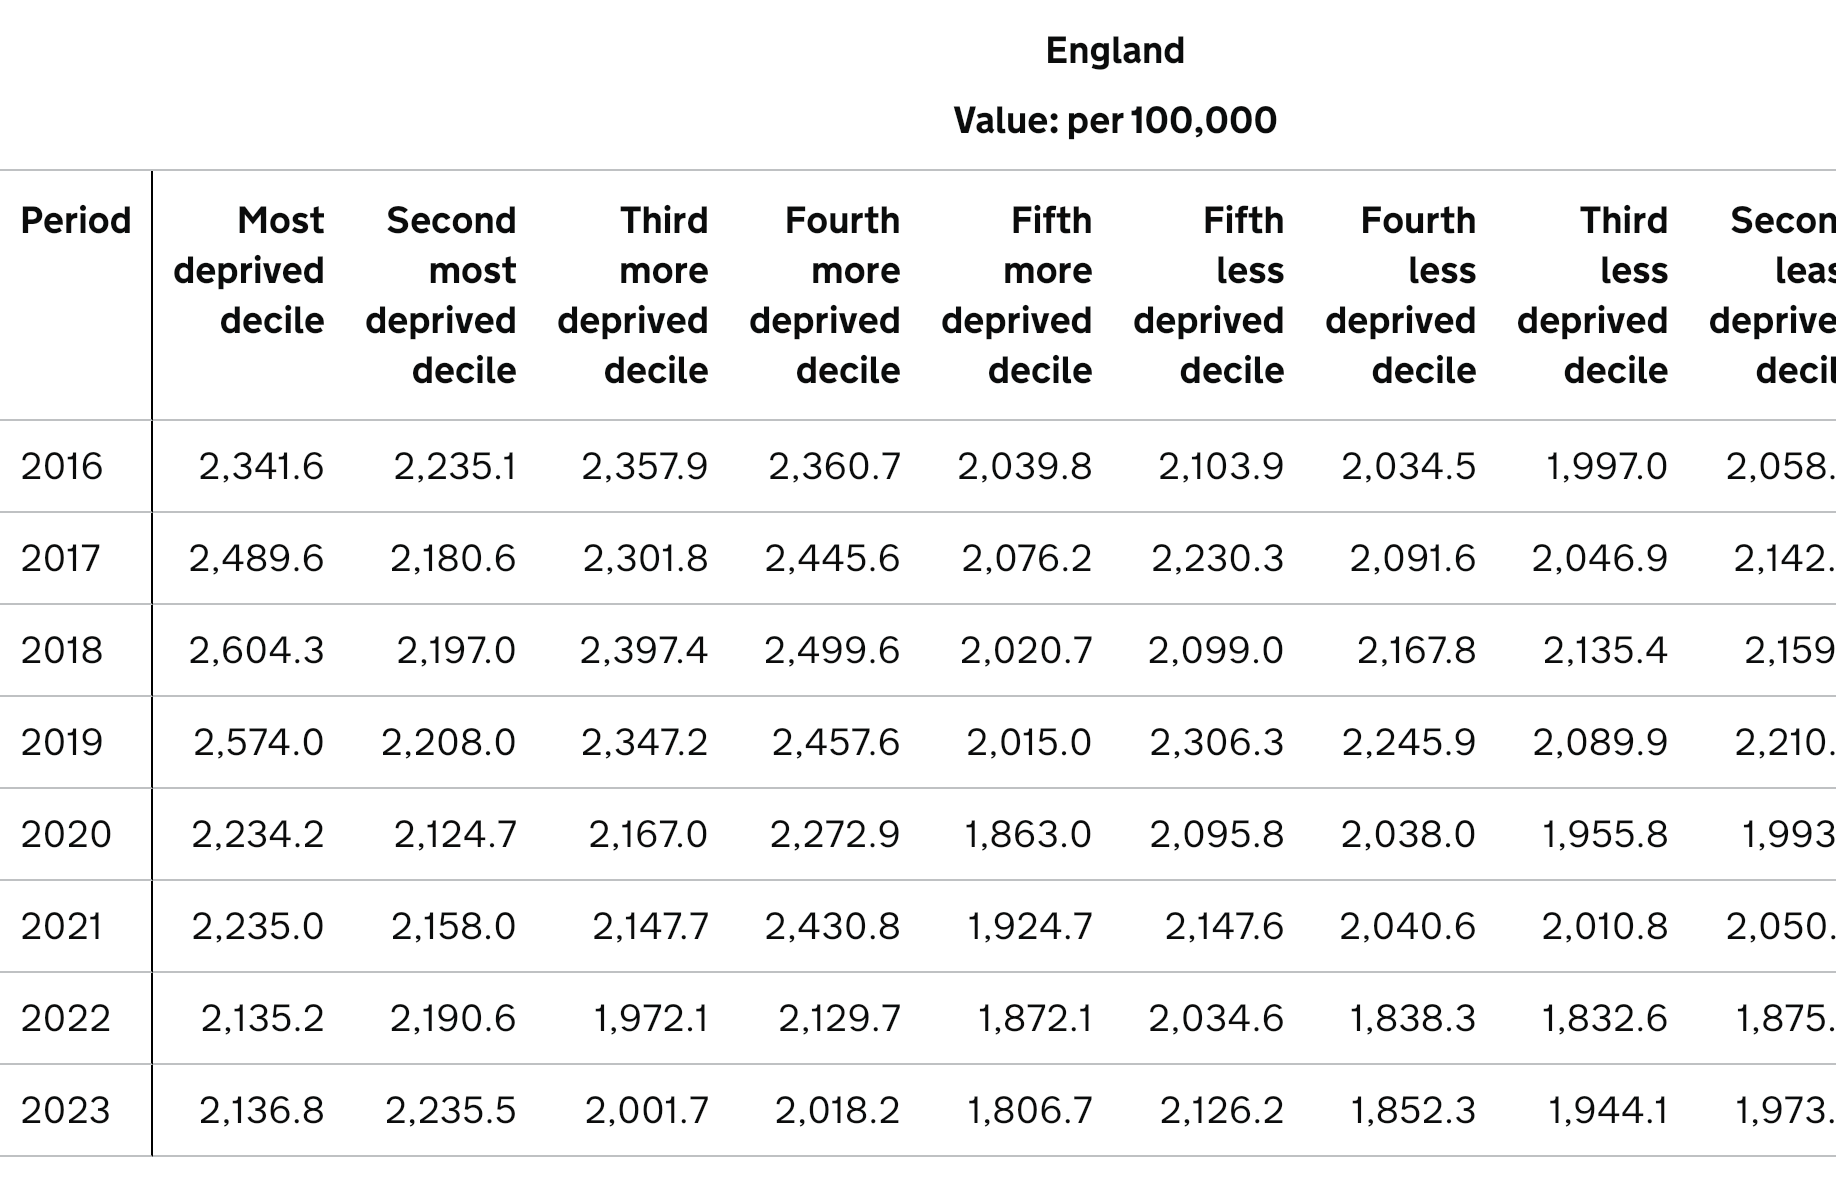 England
Value: per 100,000
Period Most Second Third Fourth Fifth Fifth Fourth Third Secon
deprived most more more more less less less leas
decile deprived deprived deprived deprived deprived deprived deprived deprive
decile decile decile decile decile decile decile decil
2016 2,341.6 2,235.1 2,357.9 2,360.7 2,039.8 2,103.9 2,034.5 1,997.0 2,058.
2017 2,489.6 2,180.6 2,301.8 2,445.6 2,076.2 2,230.3 2,091.6 2,046.9 2,142.
2018 2,604.3 2,197.0 2,397.4 2,499.6 2,020.7 2,099.0 2,167.8 2,135.4 2,159
2019 2,574.0 2,208.0 2,347.2 2,457.6 2,015.0 2,306.3 2,245.9 2,089.9 2,210.
2020 2,234.2 2,124.7 2,167.0 2,272.9 1,863.0 2,095.8 2,038.0 1,955.8 1,993
2021 2,235.0 2,158.0 2,147.7 2,430.8 1,924.7 2,147.6 2,040.6 2,010.8 2,050.
2022 2,135.2 2,190.6 1,972.1 2,129.7 1,872.1 2,034.6 1,838.3 1,832.6 1,875.
2023 2,136.8 2,235.5 2,001.7 2,018.2 1,806.7 2,126.2 1,852.3 1,944.1 1,973.